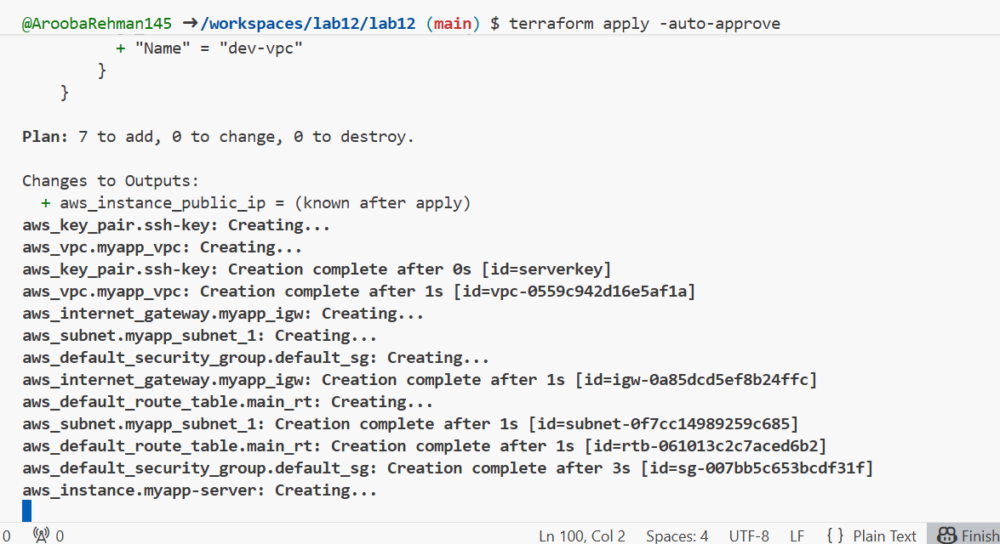 @AroobaRehman145 →/workspaces/lab12/lab12 (main) $ terraform apply -auto-approve
+ "Name" = "dev-vpc"
}
}
Plan: 7 to add, 0 to change, 0 to destroy.
Changes to Outputs:
+ aws_instance_public_ip = (known after apply)
aws_key_pair.ssh-key: Creating...
aws_vpc.myapp_vpc: Creating...
aws_key_pair.ssh-key: Creation complete after 0s [id=serverkey]
aws_vpc.myapp_vpc: Creation complete after 1s [id=vpc-0559c942d16e5af1a]
aws_internet_gateway.myapp_igw: Creating...
aws_subnet.myapp_subnet_1: Creating...
aws_default_security_group.default_sg: Creating...
aws_internet_gateway.myapp_igw: Creation complete after 1s [id=igw-0a85dcd5ef8b24ffc]
aws_default_route_table.main_rt: Creating...
aws_subnet.myapp_subnet_1: Creation complete after 1s [id=subnet-0f7cc14989259c685]
aws_default_route_table.main_rt: Creation complete after 1s [id=rtb-061013c2c7aced6b2]
aws_default_security_group.default_sg: Creation complete after 3s [id=sg-007bb5c653bcdf31f]
aws_instance.myapp-server: Creating...
0 0 Ln 100, Col 2 Spaces: 4 UTF-8 LF { } Plain Text Finish